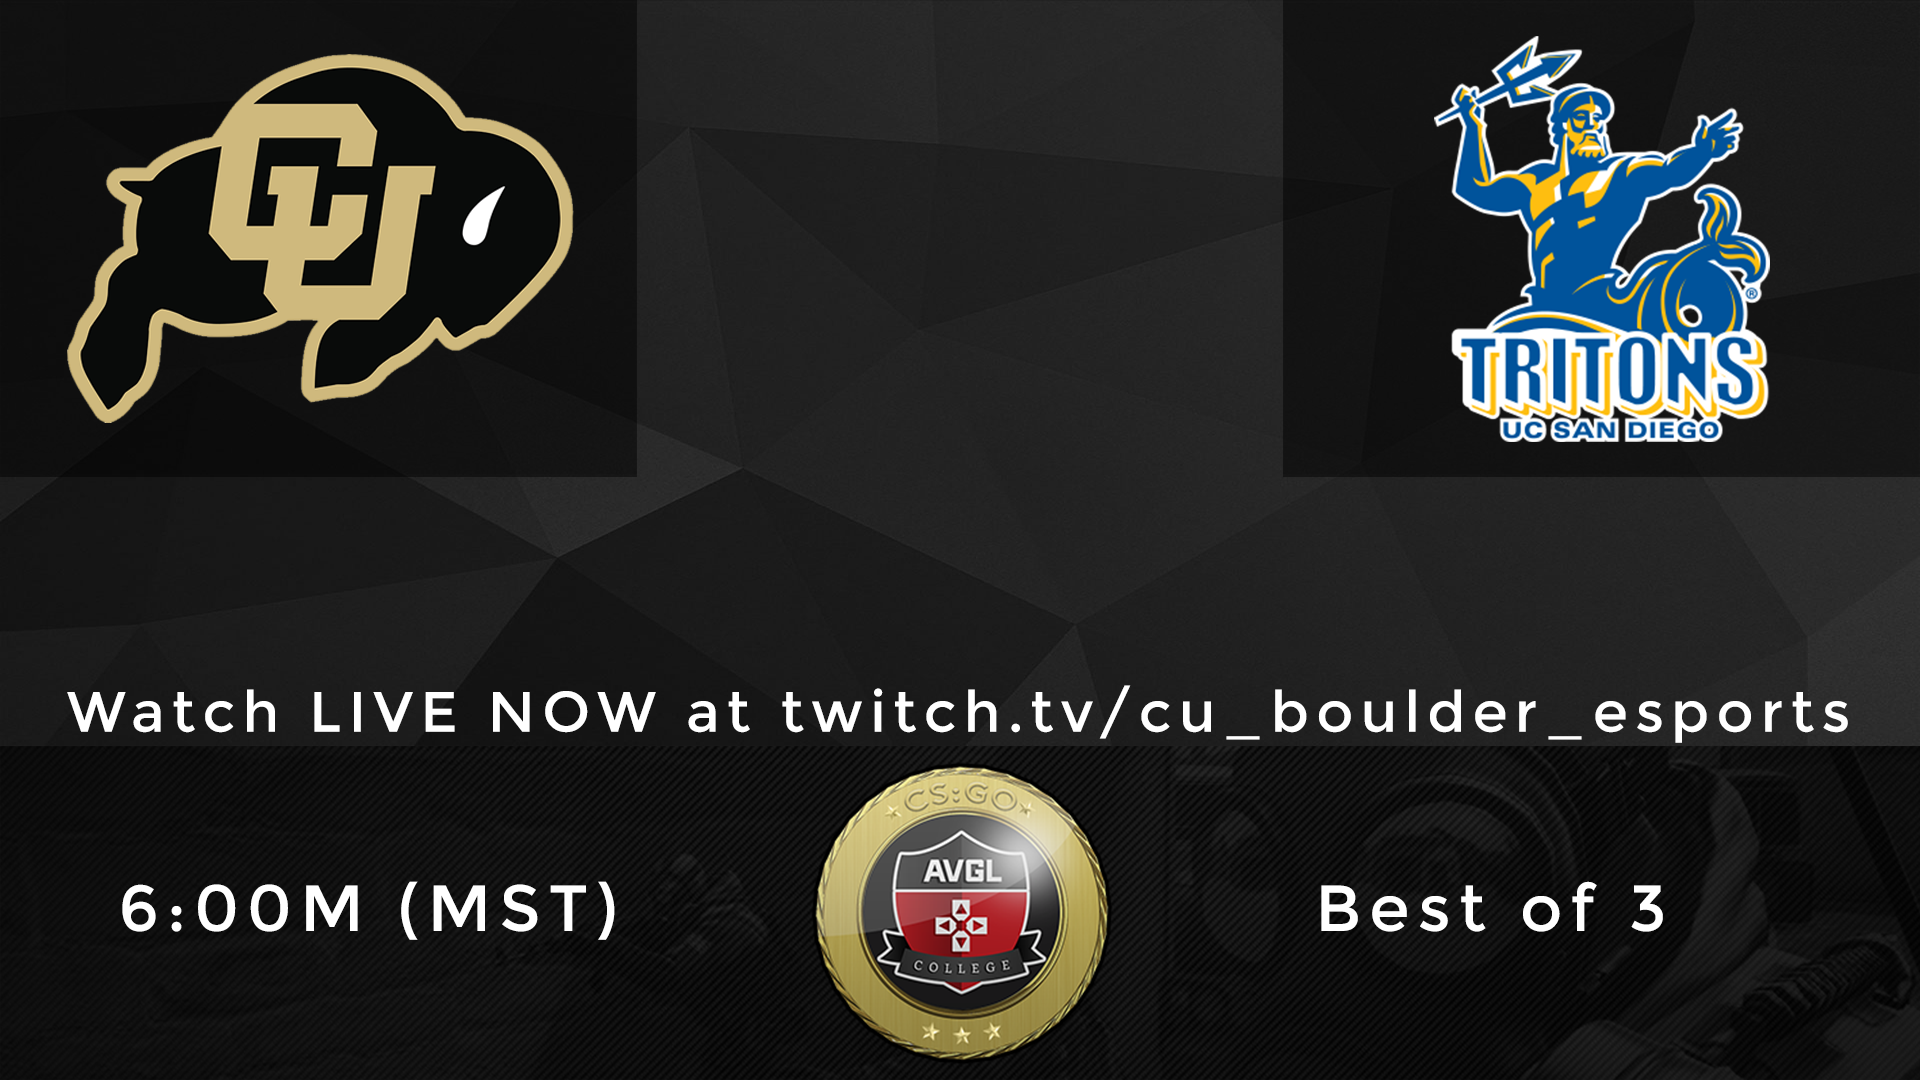 CU
TRITONS
UC SAN DIEGO
®
Watch LIVE NOW at twitch.tv/cu_boulder_esports
6:00M (MST)
CS:GO
AVGL
COLLEGE
Best of 3